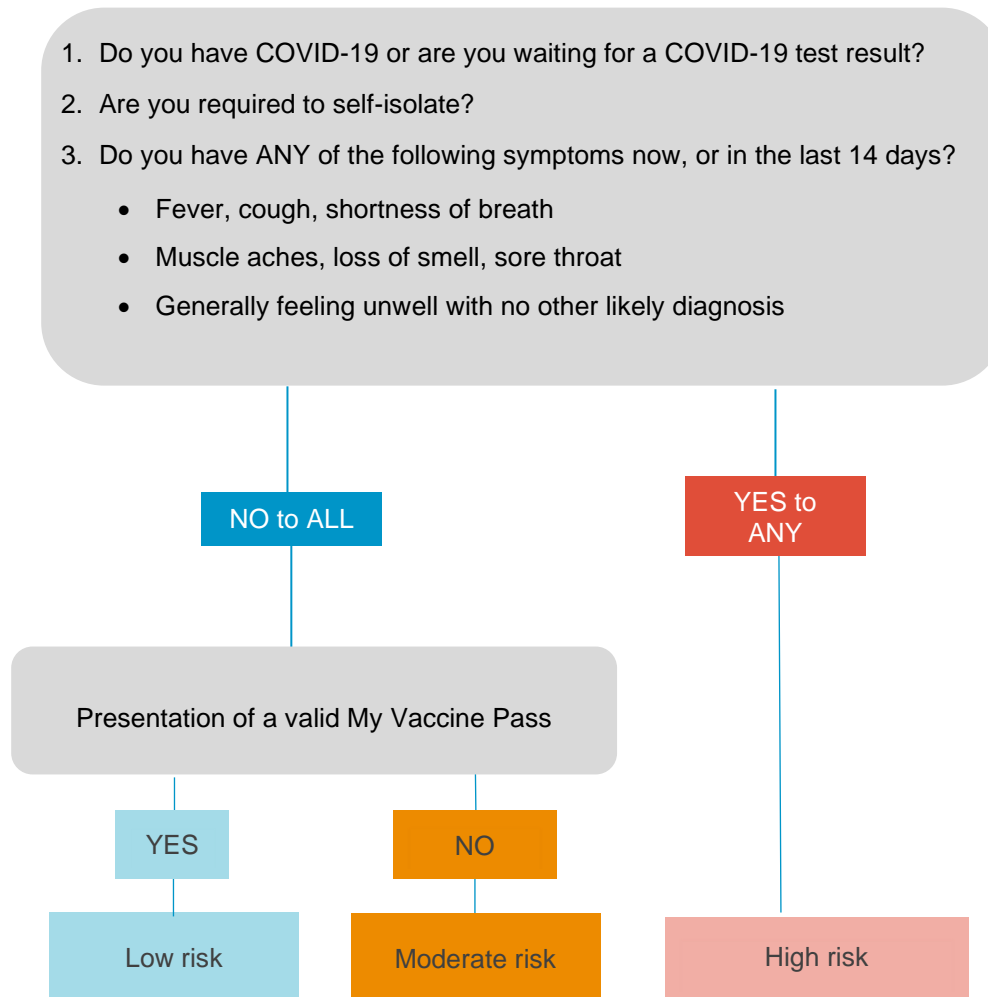 1. Do you have COVID-19 or are you waiting for a COVID-19 test result?
2. Are you required to self-isolate?
3. Do you have ANY of the following symptoms now, or in the last 14 days?
• Fever, cough, shortness of breath
• Muscle aches, loss of smell, sore throat
• Generally feeling unwell with no other likely diagnosis
NO to ALL
YES to
ANY
Presentation of a valid My Vaccine Pass
YES
NO
Low risk
Moderate risk
High risk